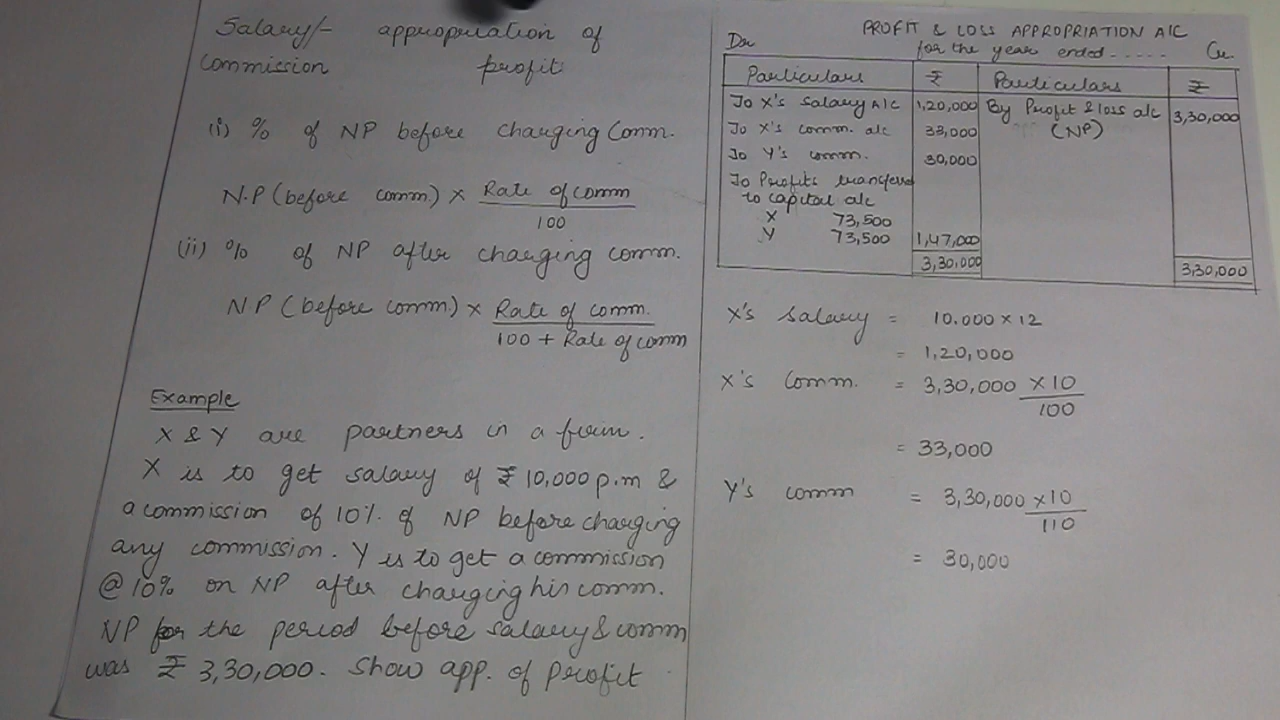 Salary/- appropriation of
commission profit
(i) % of NP before charging Comm.
N.P (before comm.) × Rate of comm
100
(ii) % of NP after charging comm.
NP (before comm) × Rate of comm.
100 + Rate of comm
Example
X & Y are partners in a firm.
X is to get salary of ₹ 10,000 p.m &
a commission of 10% of NP before charging
any commission. Y is to get a commission
@ 10% on NP after charging his comm.
NP for the period before salary & comm
was ₹ 3,30,000. Show app. of profit
PROFIT & LOSS APPROPRIATION A/C
Dr. for the year ended ..... Cr.
Particulars ₹ Particulars ₹
To X's salary A/C 1,20,000 By Profit & loss a/c 3,30,000
To X's comm. a/c 33,000 (NP)
To Y's comm. 30,000
To Profits transferred
to capital a/c
X 73,500
Y 73,500 1,47,000
3,30,000 3,30,000
X's salary = 10.000 × 12
= 1,20,000
X's Comm. = 3,30,000 × 10
100
= 33,000
Y's comm = 3,30,000 × 10
110
= 30,000